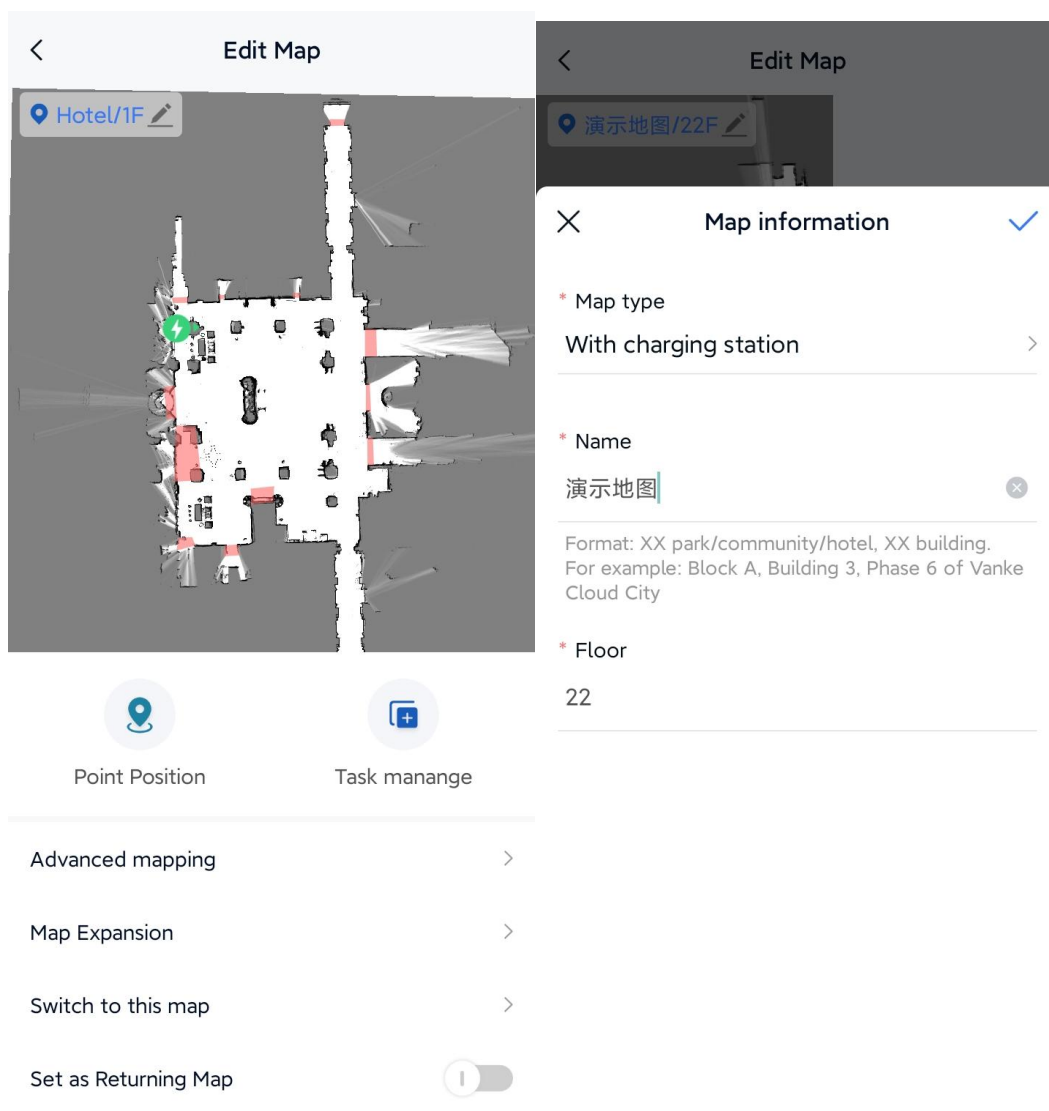 Edit Map
Hotel/1F
Point Position
Task manange
Advanced mapping
Map Expansion
Switch to this map
Set as Returning Map
Edit Map
演示地图/22F
Map information
* Map type
With charging station
* Name
演示地图
Format: XX park/community/hotel, XX building.
For example: Block A, Building 3, Phase 6 of Vanke
Cloud City
* Floor
22